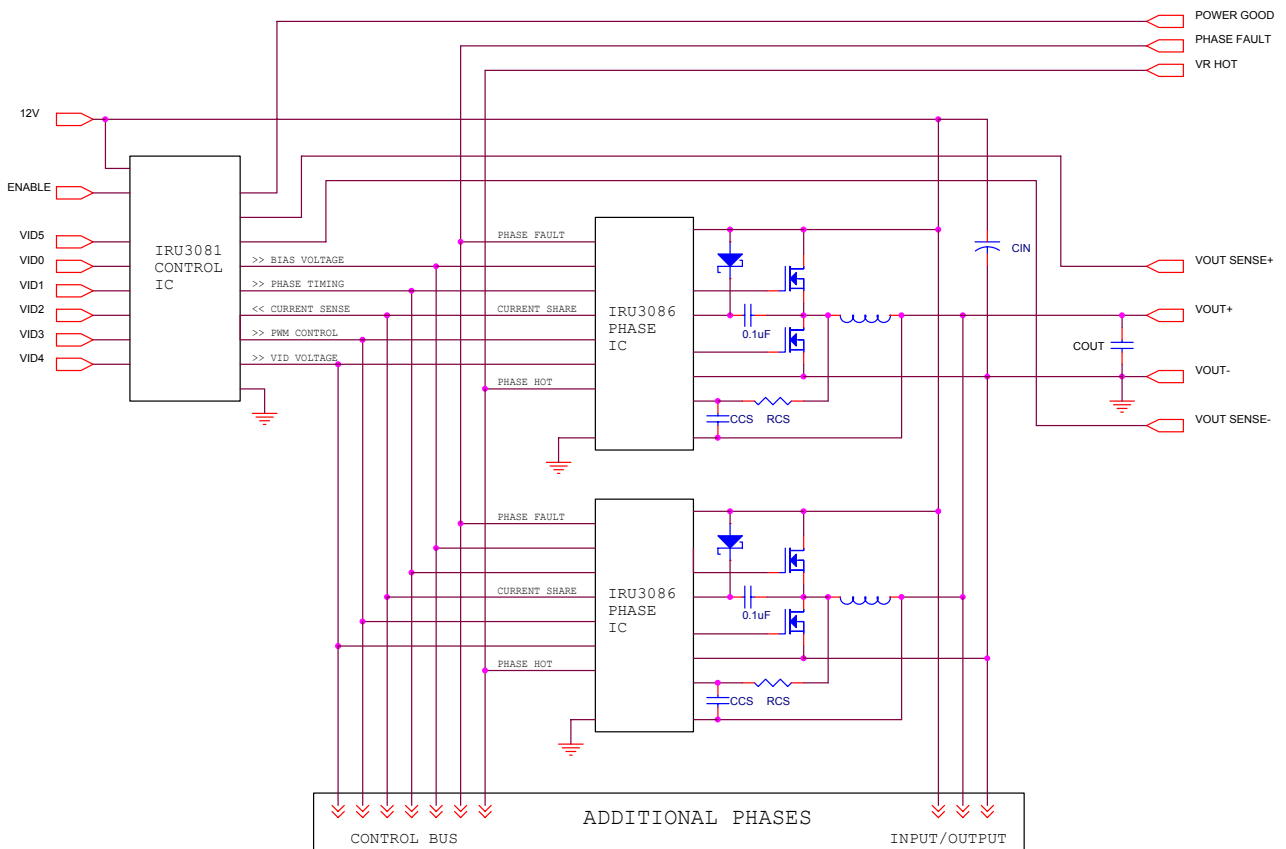 POWER GOOD
PHASE FAULT
VR HOT
12V
ENABLE
VID5
VID0
VID1
VID2
VID3
VID4
IRU3081
CONTROL
IC
>> BIAS VOLTAGE
>> PHASE TIMING
<< CURRENT SENSE
>> PWM CONTROL
>> VID VOLTAGE
PHASE FAULT
CURRENT SHARE
PHASE HOT
IRU3086
PHASE
IC
0.1uF
CCS
RCS
CIN
COUT
VOUT SENSE+
VOUT+
VOUT-
VOUT SENSE-
PHASE FAULT
CURRENT SHARE
PHASE HOT
IRU3086
PHASE
IC
0.1uF
CCS
RCS
ADDITIONAL PHASES
CONTROL BUS
INPUT/OUTPUT